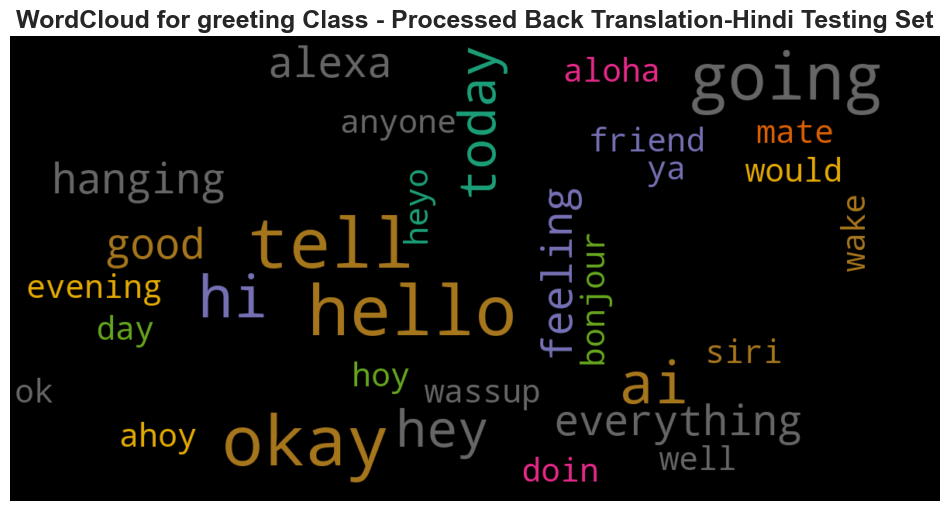 WordCloud for greeting Class - Processed Back Translation-Hindi Testing Set
alexa
today
aloha
going
anyone
friend
mate
hanging
ya
would
heyo
feeling
wake
good
tell
bonjour
evening
hi
hello
day
siri
hoy
ai
ok
wassup
everything
ahoy
okay
hey
well
doin